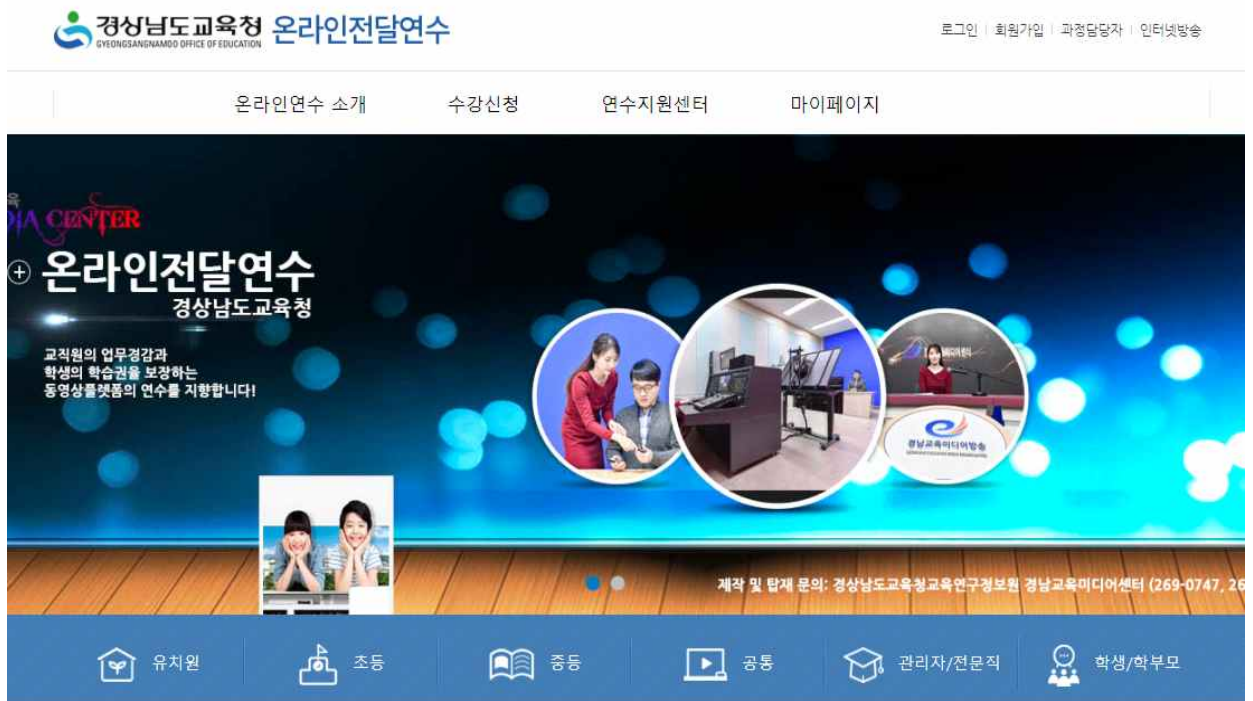 경상남도교육청 온라인전달연수
GYEONGSANGNAMDO OFFICE OF EDUCATION
로그인 | 회원가입 | 과정담당자 | 인터넷방송
온라인연수 소개 수강신청 연수지원센터 마이페이지
육
DIA CENTER
온라인전달연수
경상남도교육청
교직원의 업무경감과
학생의 학습권을 보장하는
동영상플랫폼의 연수를 지향합니다!
경남교육미디어방송
제작 및 탑재 문의: 경상남도교육청교육연구정보원 경남교육미디어센터 (269-0747, 26
유치원 초등 중등 공통 관리자/전문직 학생/학부모